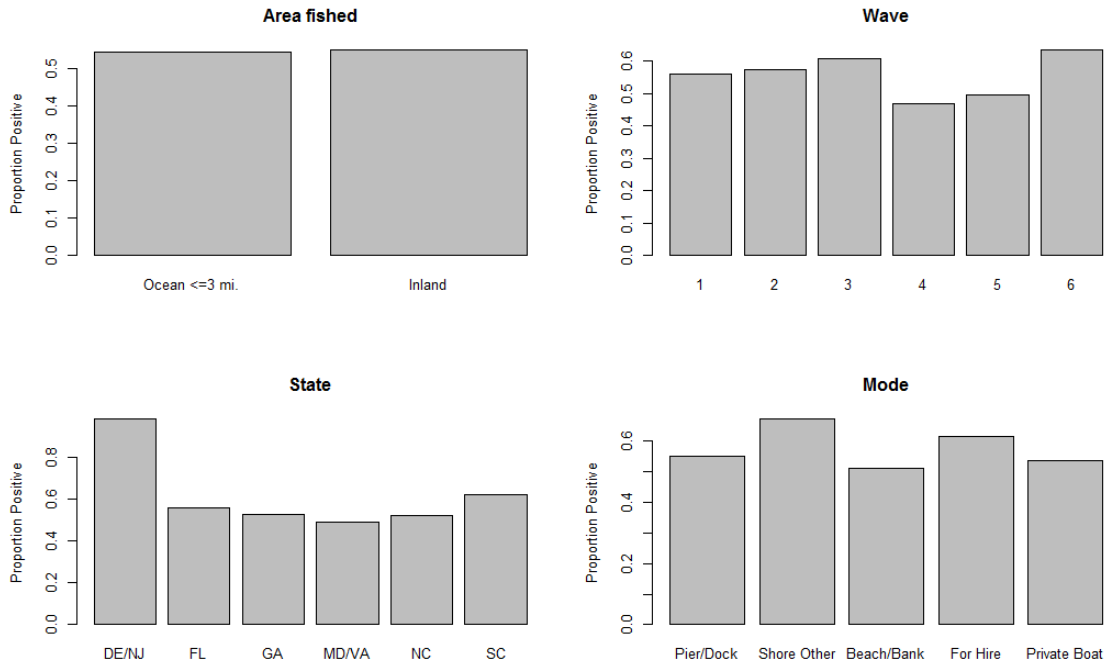 Area fished
Proportion Positive
0.0 0.1 0.2 0.3 0.4 0.5
Ocean <=3 mi. Inland
Wave
Proportion Positive
0.0 0.1 0.2 0.3 0.4 0.5 0.6
1 2 3 4 5 6
State
Proportion Positive
0.0 0.2 0.4 0.6 0.8
DE/NJ FL GA MD/VA NC SC
Mode
Proportion Positive
0.0 0.2 0.4 0.6
Pier/Dock Shore Other Beach/Bank For Hire Private Boat